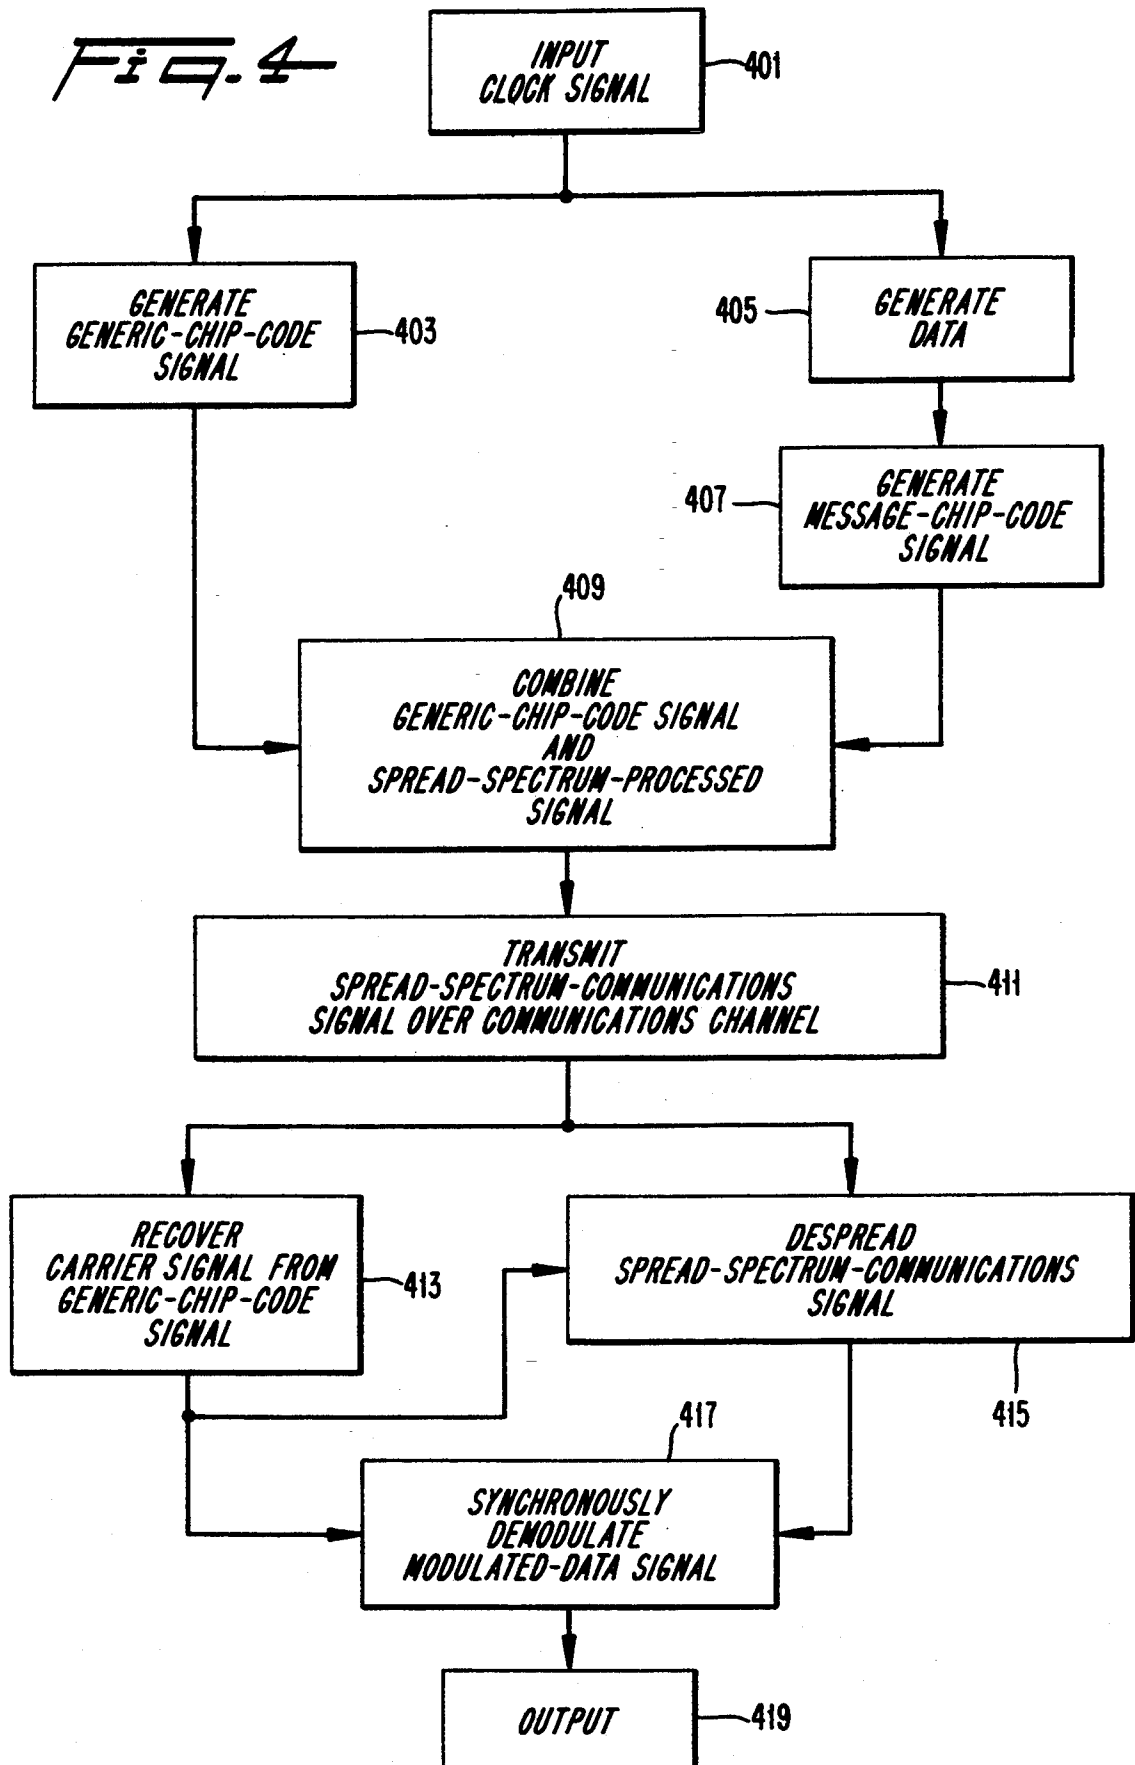 Fig. 4
INPUT
CLOCK SIGNAL
401
GENERATE
GENERIC-CHIP-CODE
SIGNAL
403
405
GENERATE
DATA
407
GENERATE
MESSAGE-CHIP-CODE
SIGNAL
409
COMBINE
GENERIC-CHIP-CODE SIGNAL
AND
SPREAD-SPECTRUM-PROCESSED
SIGNAL
TRANSMIT
SPREAD-SPECTRUM-COMMUNICATIONS
SIGNAL OVER COMMUNICATIONS CHANNEL
411
RECOVER
CARRIER SIGNAL FROM
GENERIC-CHIP-CODE
SIGNAL
413
DESPREAD
SPREAD-SPECTRUM-COMMUNICATIONS
SIGNAL
415
417
SYNCHRONOUSLY
DEMODULATE
MODULATED-DATA SIGNAL
OUTPUT
419